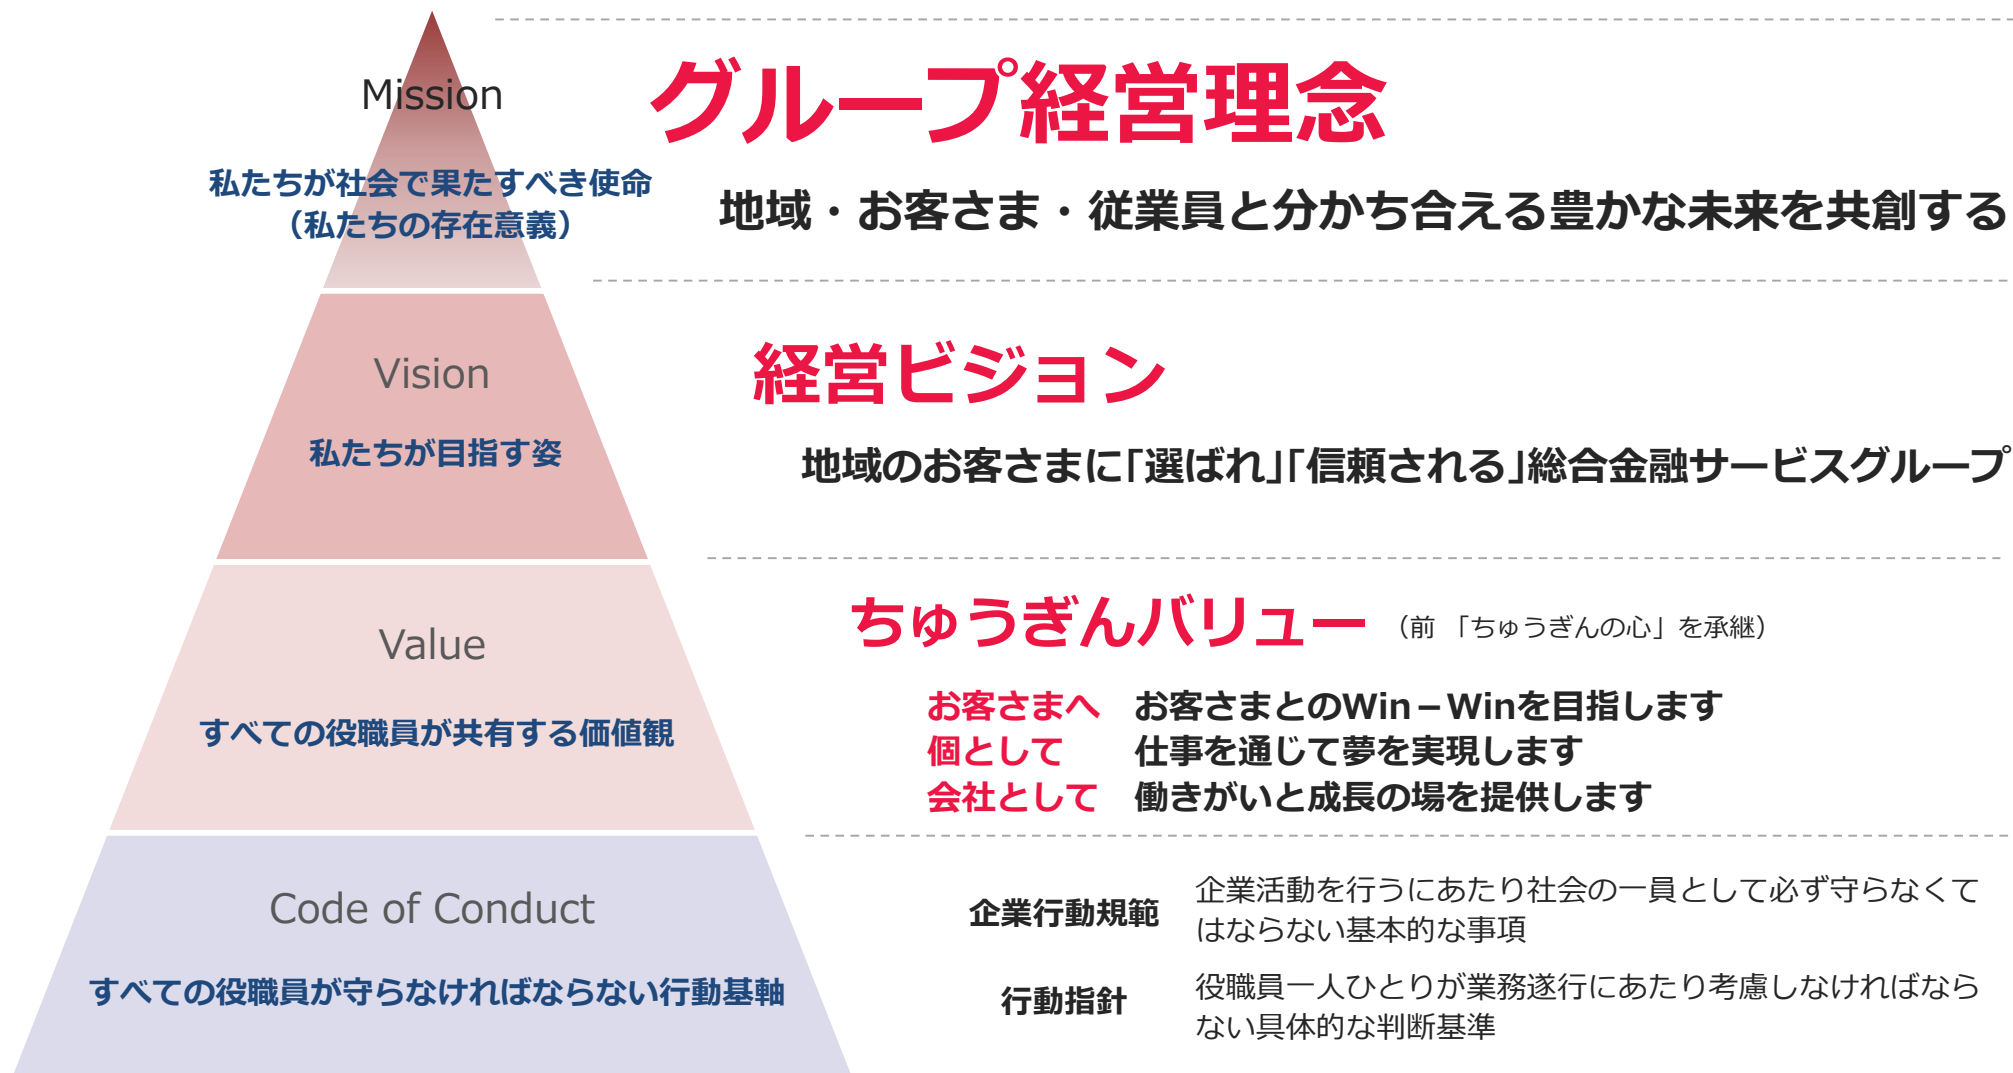 Mission
私たちが社会で果たすべき使命
（私たちの存在意義）
グループ経営理念
地域・お客さま・従業員と分かち合える豊かな未来を共創する
Vision
私たちが目指す姿
経営ビジョン
地域のお客さまに「選ばれ」「信頼される」総合金融サービスグループ
Value
すべての役職員が共有する価値観
ちゅうぎんバリュー （前 「ちゅうぎんの心」を承継）
お客さまへ お客さまとのWin－Winを目指します
個として 仕事を通じて夢を実現します
会社として 働きがいと成長の場を提供します
Code of Conduct
すべての役職員が守らなければならない行動基軸
企業行動規範
企業活動を行うにあたり社会の一員として必ず守らなくて
はならない基本的な事項
行動指針
役職員一人ひとりが業務遂行にあたり考慮しなければなら
ない具体的な判断基準